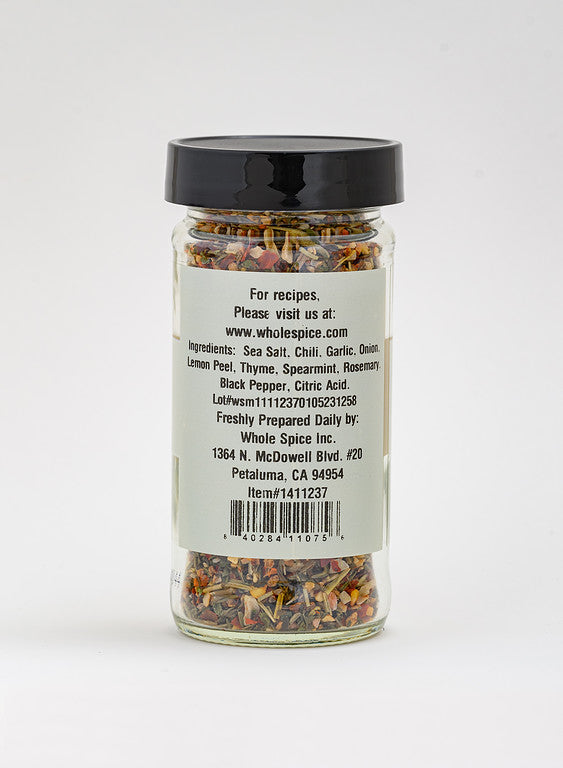 For recipes,
Please visit us at:
www.wholespice.com
Ingredients: Sea Salt, Chili, Garlic, Onion,
Lemon Peel, Thyme, Spearmint, Rosemary,
Black Pepper, Citric Acid.
Lot#wsm11112370105231258
Freshly Prepared Daily by:
Whole Spice Inc.
1364 N. McDowell Blvd. #20
Petaluma, CA 94954
Item#1411237
8 40284 11075 6